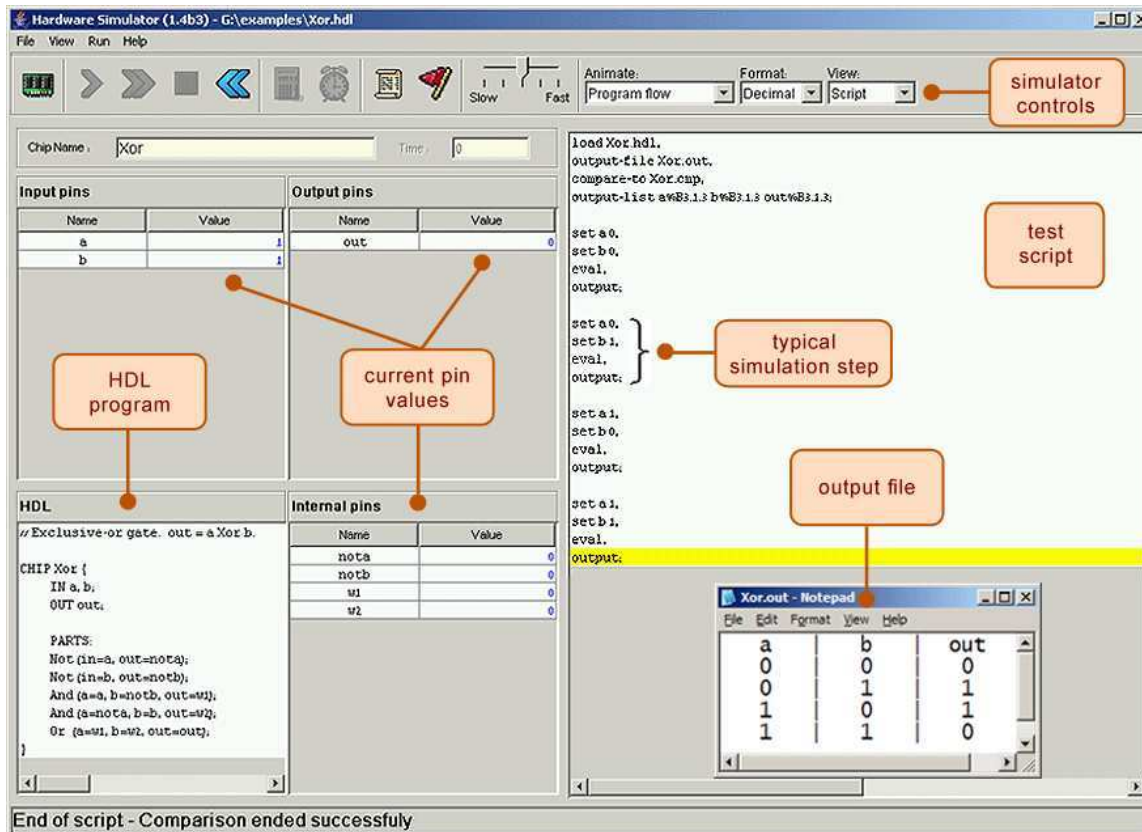 Hardware Simulator (1.4b3) - G:\examples\Xor.hdl
File View Run Help
Slow Fast
Animate: Format: View:
Program flow Decimal Script
simulator controls
Chip Name : Xor Time : 0
Input pins
Name Value
a 1
b 1
Output pins
Name Value
out 0
HDL program
current pin values
HDL
// Exclusive-or gate. out = a Xor b.
CHIP Xor {
IN a, b;
OUT out;
PARTS:
Not (in=a, out=nota);
Not (in=b, out=notb);
And (a=a, b=notb, out=w1);
And (a=nota, b=b, out=w2);
Or (a=w1, b=w2, out=out);
}
Internal pins
Name Value
nota 0
notb 0
w1 0
w2 0
load Xor.hdl,
output-file Xor.out,
compare-to Xor.cmp,
output-list a%B3.1.3 b%B3.1.3 out%B3.1.3;
set a 0,
set b 0,
eval,
output;
set a 0,
set b 1,
eval,
output;
set a 1,
set b 0,
eval,
output;
set a 1,
set b 1,
eval,
output;
test script
typical simulation step
output file
Xor.out - Notepad
File Edit Format View Help
a | b | out
0 | 0 | 0
0 | 1 | 1
1 | 0 | 1
1 | 1 | 0
End of script - Comparison ended successfuly